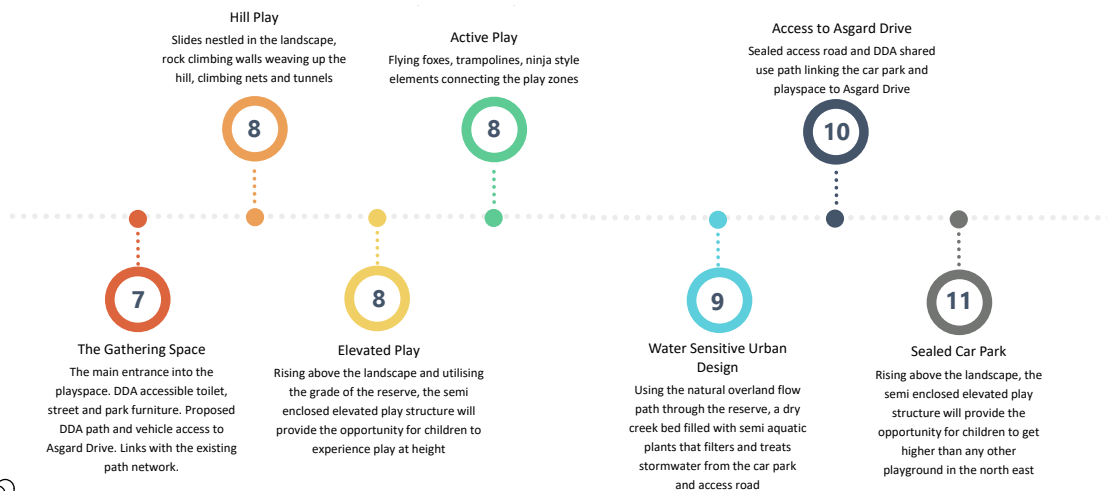 Hill Play
Slides nestled in the landscape,
rock climbing walls weaving up the
hill, climbing nets and tunnels
8
Active Play
Flying foxes, trampolines, ninja style
elements connecting the play zones
8
Access to Asgard Drive
Sealed access road and DDA shared
use path linking the car park and
playspace to Asgard Drive
10
7
The Gathering Space
The main entrance into the
playspace. DDA accessible toilet,
street and park furniture. Proposed
DDA path and vehicle access to
Asgard Drive. Links with the existing
path network.
8
Elevated Play
Rising above the landscape and utilising
the grade of the reserve, the semi
enclosed elevated play structure will
provide the opportunity for children to
experience play at height
9
Water Sensitive Urban
Design
Using the natural overland flow
path through the reserve, a dry
creek bed filled with semi aquatic
plants that filters and treats
stormwater from the car park
and access road
11
Sealed Car Park
Rising above the landscape, the
semi enclosed elevated play
structure will provide the
opportunity for children to get
higher than any other
playground in the north east